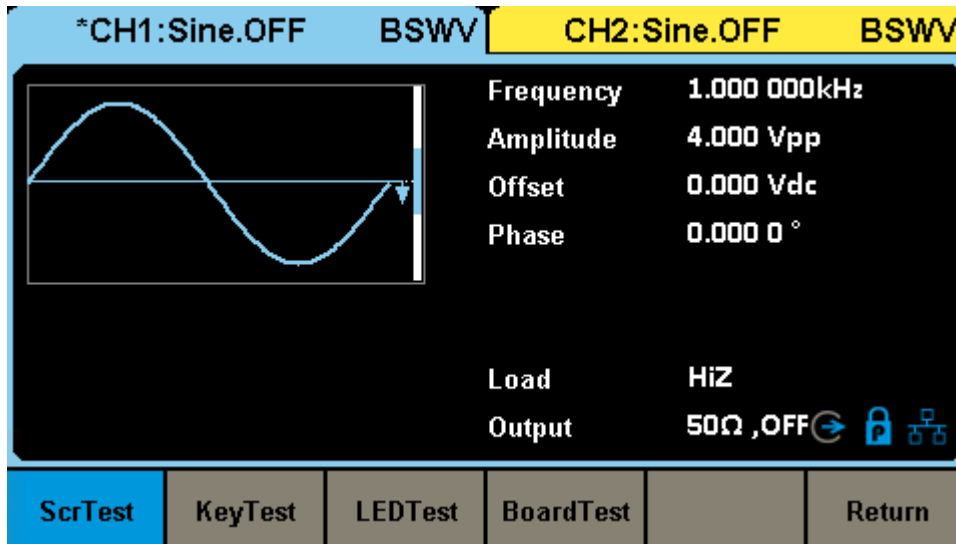 *CH1:Sine.OFF BSWV CH2:Sine.OFF BSWV
Frequency 1.000 000kHz
Amplitude 4.000 Vpp
Offset 0.000 Vdc
Phase 0.000 0 °
Load HiZ
Output 50Ω ,OFF P
ScrTest KeyTest LEDTest BoardTest Return